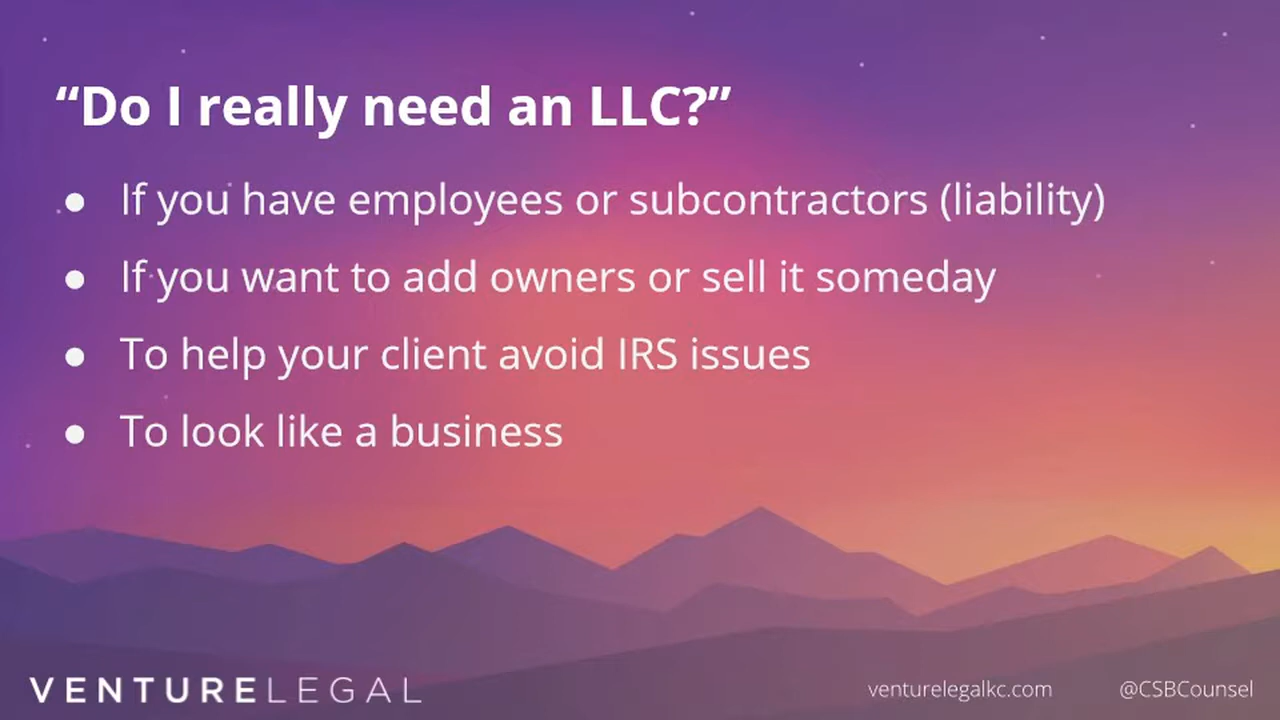 “Do I really need an LLC?”
● If you have employees or subcontractors (liability)
● If you want to add owners or sell it someday
● To help your client avoid IRS issues
● To look like a business
VENTURELEGAL
venturelegalkc.com
@CSBCounsel